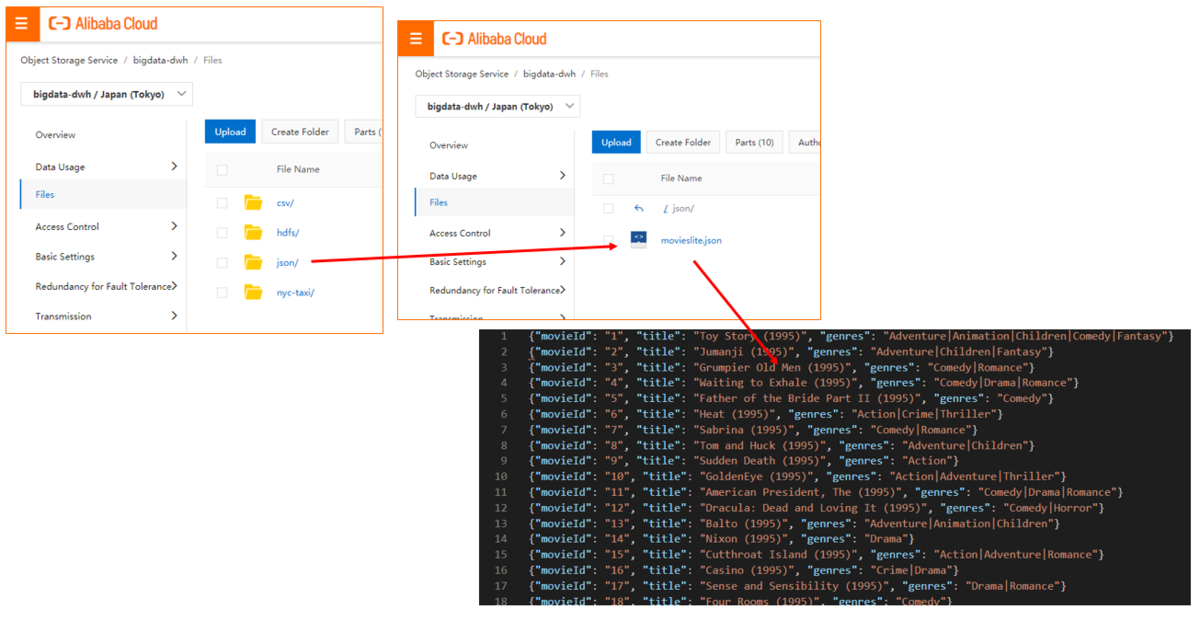 Alibaba Cloud
Object Storage Service / bigdata-dwh / Files
bigdata-dwh / Japan (Tokyo)
Overview
Data Usage
Files
Access Control
Basic Settings
Redundancy for Fault Tolerance
Transmission
Upload Create Folder Parts (
File Name
csv/
hdfs/
json/
nyc-taxi/
Alibaba Cloud
Object Storage Service / bigdata-dwh / Files
bigdata-dwh / Japan (Tokyo)
Overview
Data Usage
Files
Access Control
Basic Settings
Redundancy for Fault Tolerance
Transmission
Upload Create Folder Parts (10) Autho
File Name
/ json/
movieslite.json
1 {"movieId": "1", "title": "Toy Story (1995)", "genres": "Adventure|Animation|Children|Comedy|Fantasy"}
2 {"movieId": "2", "title": "Jumanji (1995)", "genres": "Adventure|Children|Fantasy"}
3 {"movieId": "3", "title": "Grumpier Old Men (1995)", "genres": "Comedy|Romance"}
4 {"movieId": "4", "title": "Waiting to Exhale (1995)", "genres": "Comedy|Drama|Romance"}
5 {"movieId": "5", "title": "Father of the Bride Part II (1995)", "genres": "Comedy"}
6 {"movieId": "6", "title": "Heat (1995)", "genres": "Action|Crime|Thriller"}
7 {"movieId": "7", "title": "Sabrina (1995)", "genres": "Comedy|Romance"}
8 {"movieId": "8", "title": "Tom and Huck (1995)", "genres": "Adventure|Children"}
9 {"movieId": "9", "title": "Sudden Death (1995)", "genres": "Action"}
10 {"movieId": "10", "title": "GoldenEye (1995)", "genres": "Action|Adventure|Thriller"}
11 {"movieId": "11", "title": "American President, The (1995)", "genres": "Comedy|Drama|Romance"}
12 {"movieId": "12", "title": "Dracula: Dead and Loving It (1995)", "genres": "Comedy|Horror"}
13 {"movieId": "13", "title": "Balto (1995)", "genres": "Adventure|Animation|Children"}
14 {"movieId": "14", "title": "Nixon (1995)", "genres": "Drama"}
15 {"movieId": "15", "title": "Cutthroat Island (1995)", "genres": "Action|Adventure|Romance"}
16 {"movieId": "16", "title": "Casino (1995)", "genres": "Crime|Drama"}
17 {"movieId": "17", "title": "Sense and Sensibility (1995)", "genres": "Drama|Romance"}
18 {"movieId": "18", "title": "Four Rooms (1995)", "genres": "Comedy"}